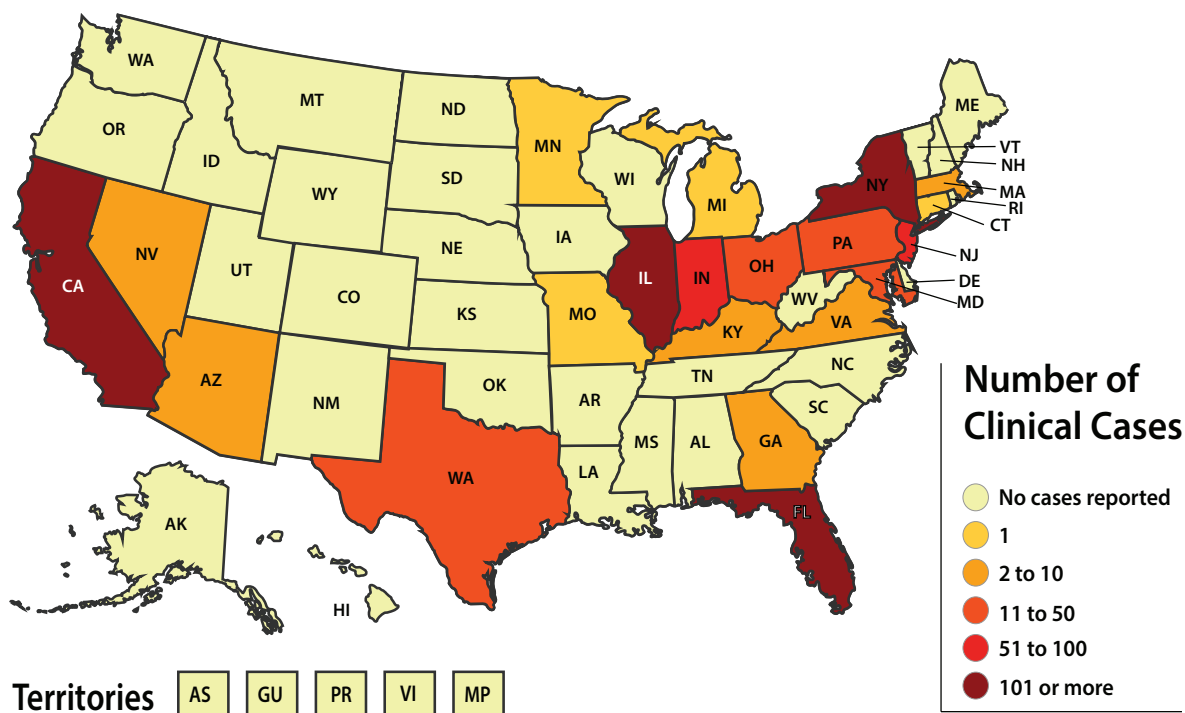 WA
MT
ND
ME
OR
MN
VT
ID
NH
WI
SD
WY
NY
MA
MI
RI
CT
IA
PA
NE
NV
OH
NJ
UT
IL
IN
CA
DE
CO
WV
MD
KS
MO
VA
KY
NC
TN
AZ
OK
NM
AR
SC
MS
AL
GA
LA
WA
FL
AK
HI
Number of
Clinical Cases
No cases reported
1
2 to 10
11 to 50
51 to 100
101 or more
Territories
AS
GU
PR
VI
MP